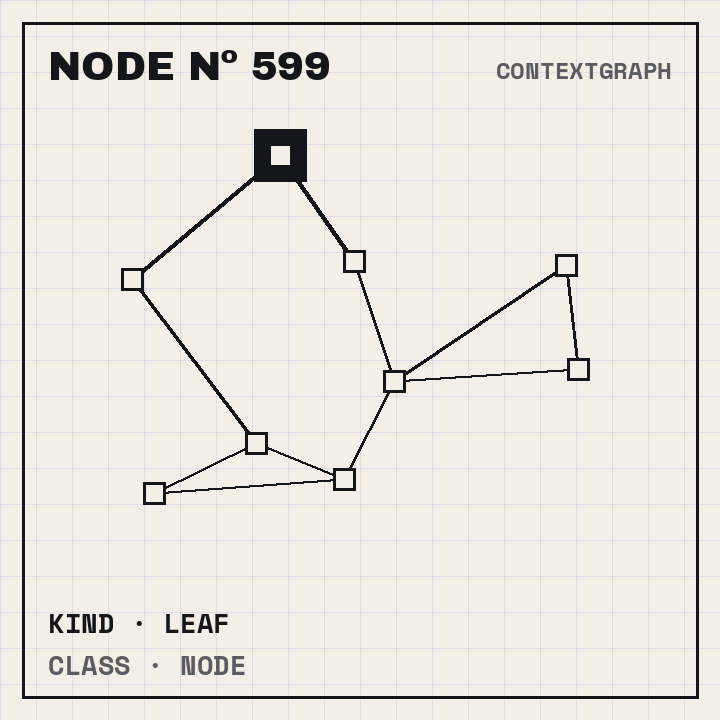 NODE Nº 599
CONTEXTGRAPH
KIND · LEAF
CLASS · NODE